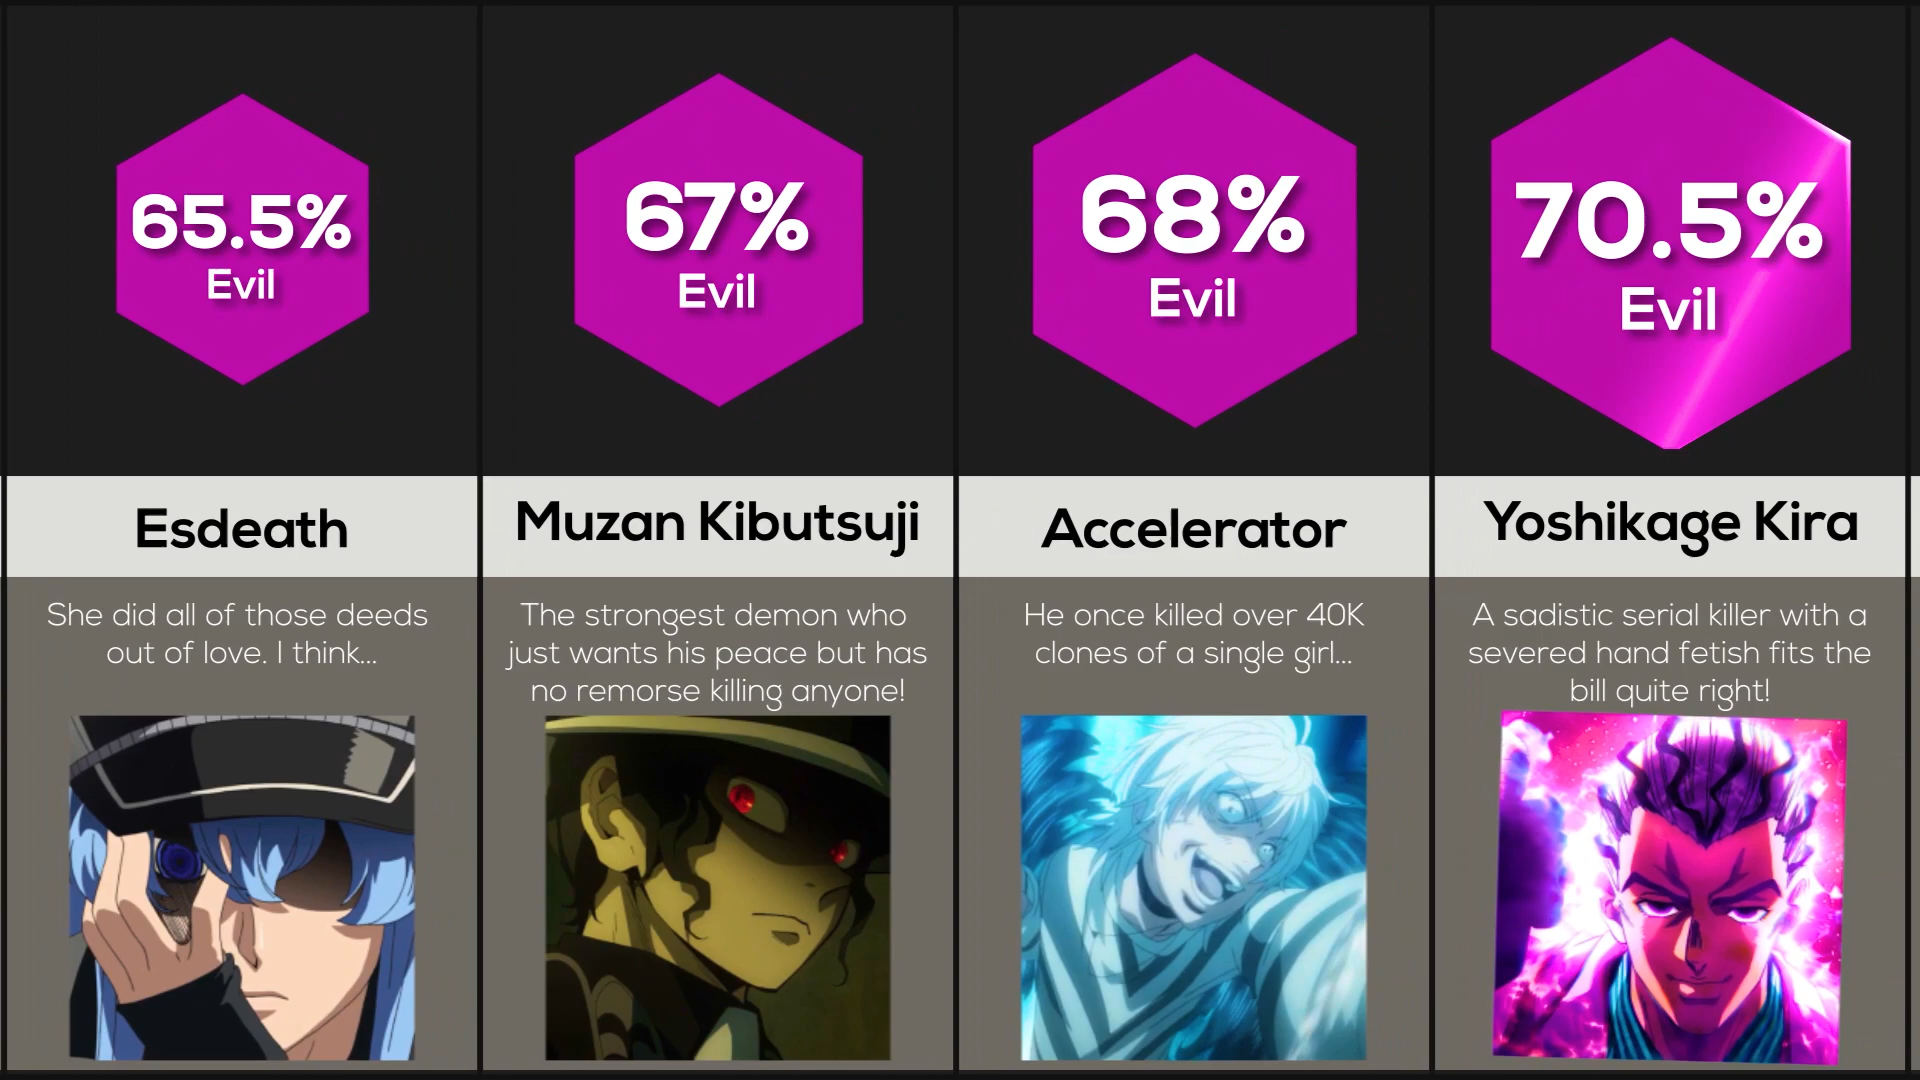 65.5%
Evil
Esdeath
She did all of those deeds
out of love. I think...
67%
Evil
Muzan Kibutsuji
The strongest demon who
just wants his peace but has
no remorse killing anyone!
68%
Evil
Accelerator
He once killed over 40K
clones of a single girl...
70.5%
Evil
Yoshikage Kira
A sadistic serial killer with a
severed hand fetish fits the
bill quite right!